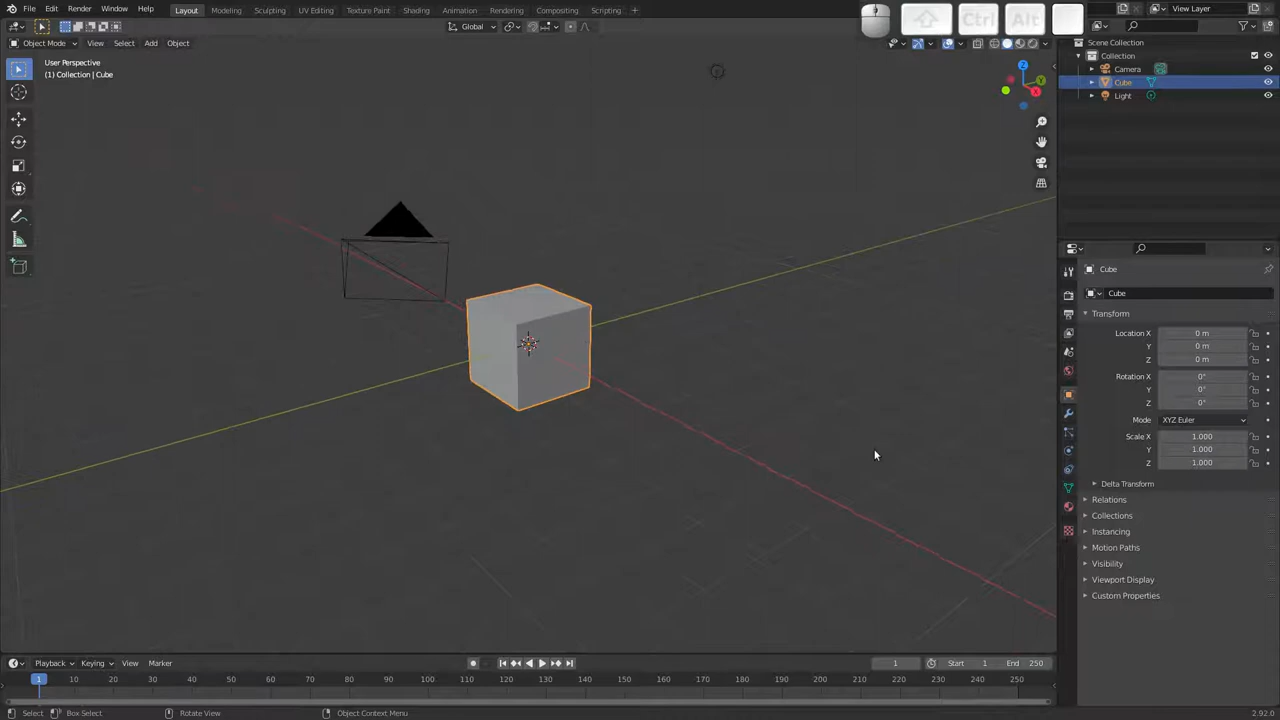 File Edit Render Window Help Layout Modeling Sculpting UV Editing Texture Paint Shading Animation Rendering Compositing Scripting + Ctrl Alt View Layer
Global
Object Mode View Select Add Object
Scene Collection
Collection
Camera
Cube
Light
User Perspective
(1) Collection | Cube
Z
Y
X
Cube
Cube
Transform
Location X 0 m
Y 0 m
Z 0 m
Rotation X 0°
Y 0°
Z 0°
Mode XYZ Euler
Scale X 1.000
Y 1.000
Z 1.000
Delta Transform
Relations
Collections
Instancing
Motion Paths
Visibility
Viewport Display
Custom Properties
Playback Keying View Marker 1 Start 1 End 250
1 10 20 30 40 50 60 70 80 90 100 110 120 130 140 150 160 170 180 190 200 210 220 230 240 250
Select Box Select Rotate View Object Context Menu 2.92.0